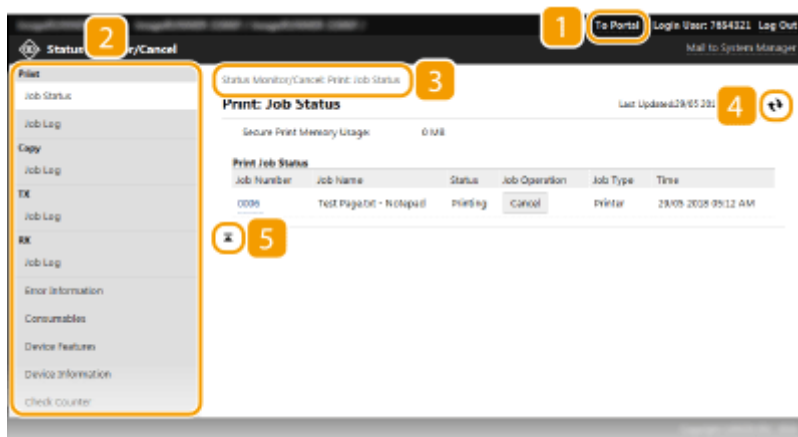 1
To Portal Login User: 7654321 Log Out
2
Mail to System Manager
Print
Job Status
Job Log
Copy
Job Log
TX
Job Log
RX
Job Log
Error Information
Consumables
Device Features
Device Information
Check Counter
Status Monitor/Cancel: Print: Job Status
3
Print: Job Status
Last Updated:29/05 201
4
Secure Print Memory Usage: 0 MB
Print Job Status
Job Number Job Name Status Job Operation Job Type Time
0006 Test Page.txt - Notepad Printing Cancel Printer 29/05 2018 05:12 AM
5